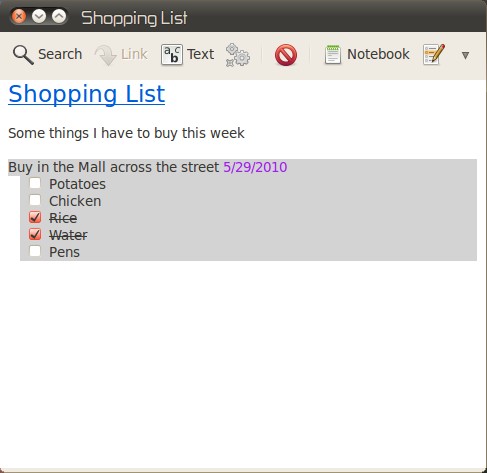 Shopping List
Search Link Text Notebook
Shopping List
Some things I have to buy this week
Buy in the Mall across the street 5/29/2010
Potatoes
Chicken
Rice
Water
Pens